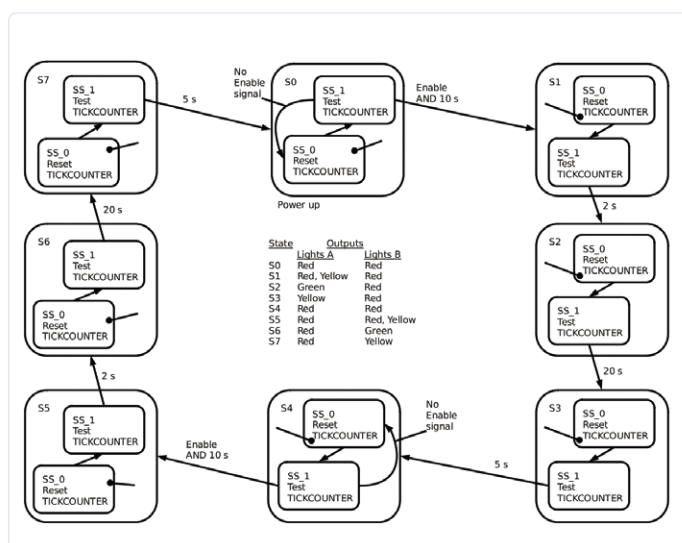 S7
SS_1
Test
TICKCOUNTER
SS_0
Reset
TICKCOUNTER
5 s
No
Enable
signal
S0
SS_1
Test
TICKCOUNTER
SS_0
Reset
TICKCOUNTER
Power up
Enable
AND 10 s
S1
SS_0
Reset
TICKCOUNTER
SS_1
Test
TICKCOUNTER
2 s
20 s
S6
SS_1
Test
TICKCOUNTER
SS_0
Reset
TICKCOUNTER
State Outputs
Lights A Lights B
S0 Red Red
S1 Red, Yellow Red
S2 Green Red
S3 Yellow Red
S4 Red Red
S5 Red Red, Yellow
S6 Red Green
S7 Red Yellow
S2
SS_0
Reset
TICKCOUNTER
SS_1
Test
TICKCOUNTER
2 s
20 s
S5
SS_1
Test
TICKCOUNTER
SS_0
Reset
TICKCOUNTER
Enable
AND 10 s
S4
SS_0
Reset
TICKCOUNTER
SS_1
Test
TICKCOUNTER
No
Enable
signal
5 s
S3
SS_0
Reset
TICKCOUNTER
SS_1
Test
TICKCOUNTER